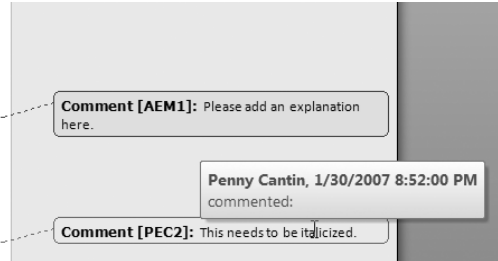 Comment [AEM1]: Please add an explanation
here.
Penny Cantin, 1/30/2007 8:52:00 PM
commented:
Comment [PEC2]: This needs to be italicized.